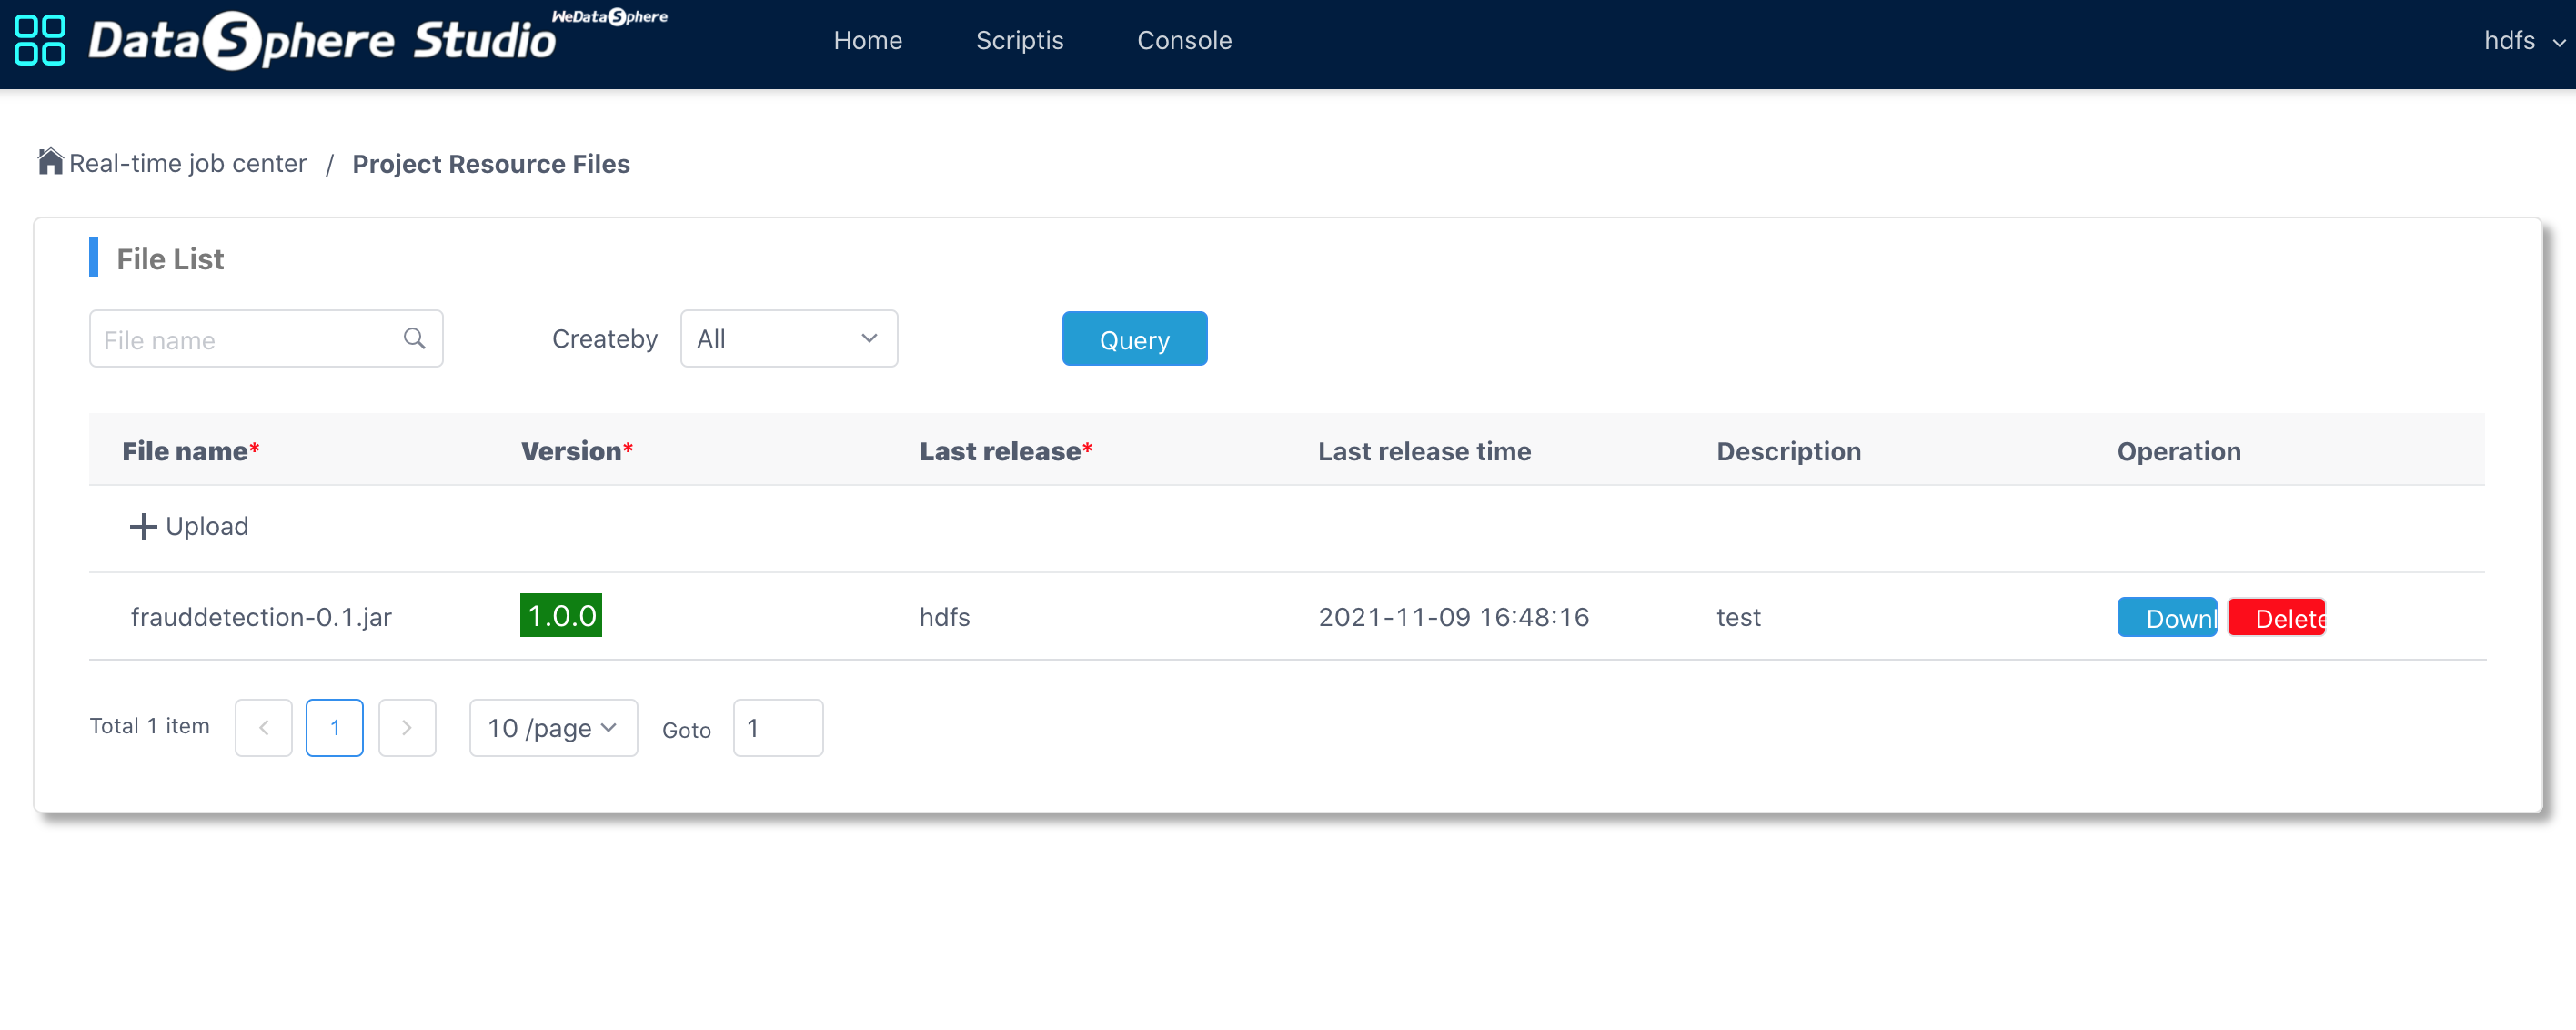 DataSphere Studio WeDataSphere
Home Scriptis Console hdfs
Real-time job center / Project Resource Files
File List
File name Createby All Query
File name* Version* Last release* Last release time Description Operation
Upload
frauddetection-0.1.jar 1.0.0 hdfs 2021-11-09 16:48:16 test Downl Delete
Total 1 item 1 10 /page Goto 1